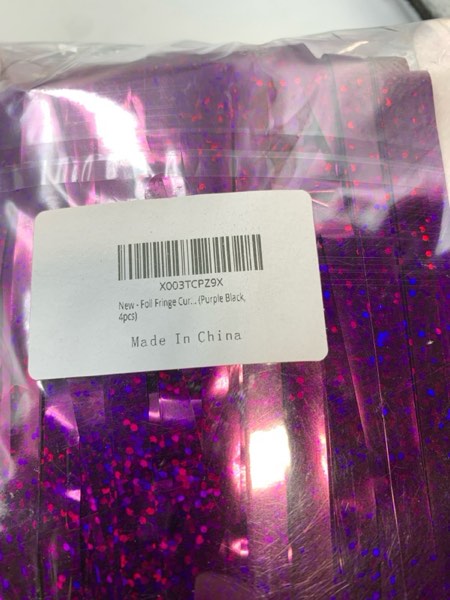 X003TCPZ9X
New - Foil Fringe Cur... (Purple Black,
4pcs)
Made In China